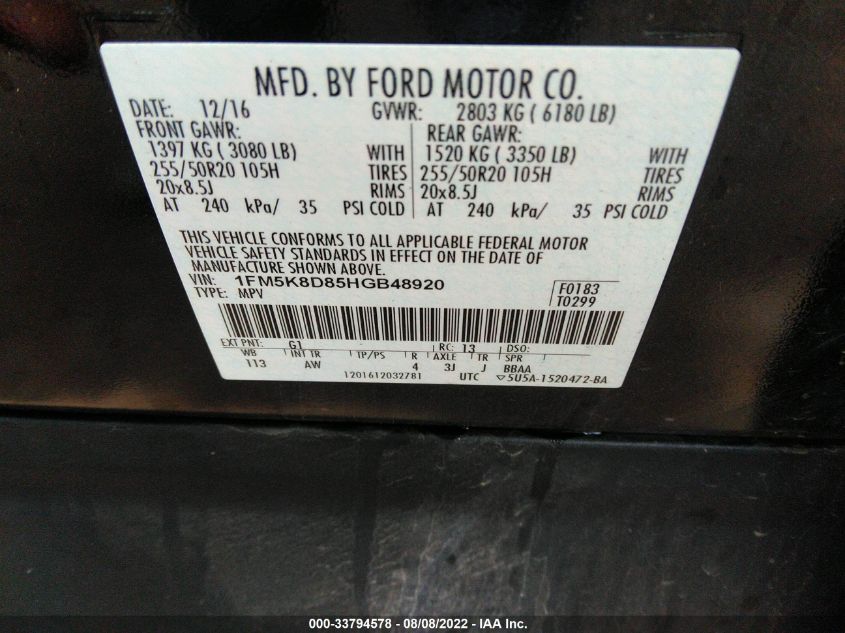 MFD. BY FORD MOTOR CO.
DATE: 12/16 GVWR: 2803 KG ( 6180 LB)
FRONT GAWR: REAR GAWR:
1397 KG ( 3080 LB) WITH 1520 KG ( 3350 LB) WITH
255/50R20 105H TIRES 255/50R20 105H TIRES
20x8.5J RIMS 20x8.5J RIMS
AT 240 kPa/ 35 PSI COLD AT 240 kPa/ 35 PSI COLD
THIS VEHICLE CONFORMS TO ALL APPLICABLE FEDERAL MOTOR
VEHICLE SAFETY STANDARDS IN EFFECT ON THE DATE OF
MANUFACTURE SHOWN ABOVE.
VIN: 1FM5K8D85HGB48920 F0183
TYPE: MPV T0299
EXT PNT: G1 RC: 13 DSO:
WB INT TR TP/PS R AXLE TR SPR
113 AW 4 3J J BBAA
1201612032781 UTC ▽5U5A-1520472-BA
000-33794578 - 08/08/2022 - IAA Inc.